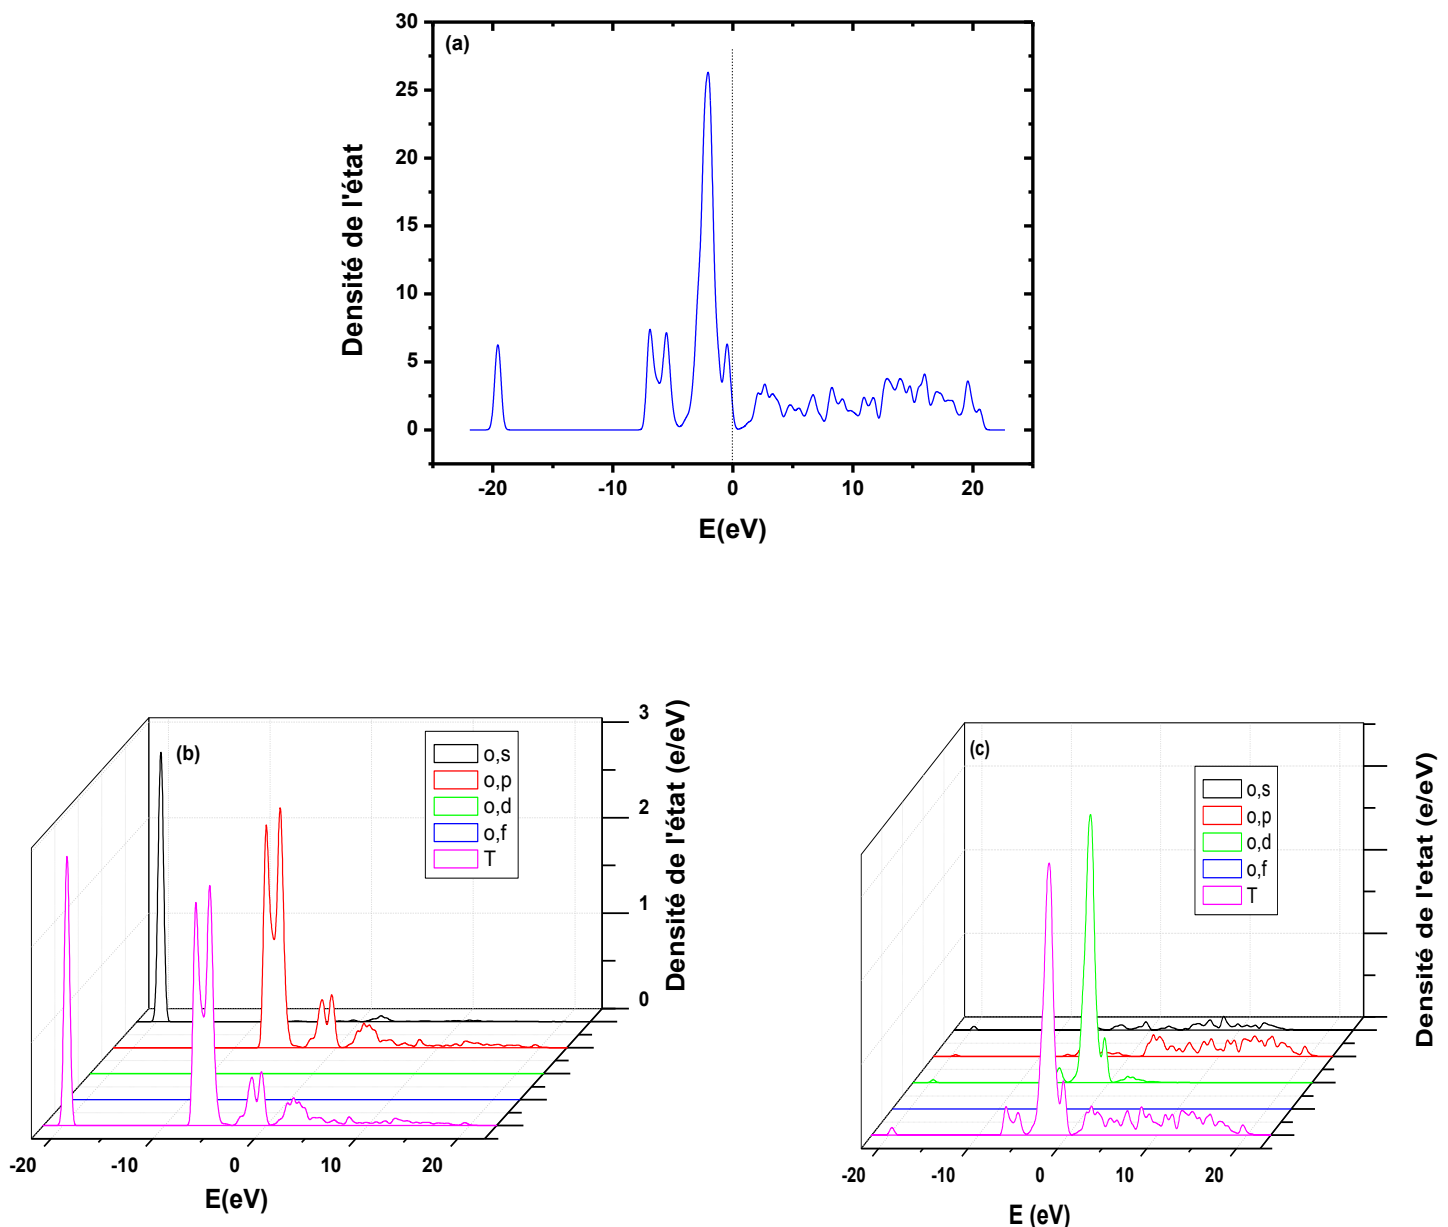 (a)
30
25
20
15
10
5
0
Densité de l'état
-20 -10 0 10 20
E(eV)
(b)
o,s
o,p
o,d
o,f
T
3
2
1
0
Densité de l'état (e/eV)
-20 -10 0 10 20
E(eV)
(c)
o,s
o,p
o,d
o,f
T
Densité de l'etat (e/eV)
-20 -10 0 10 20
E (eV)